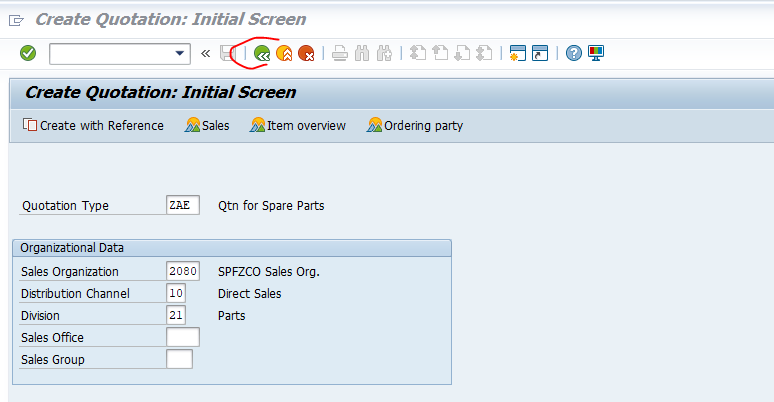 Create Quotation: Initial Screen
Create Quotation: Initial Screen
Create with Reference Sales Item overview Ordering party
Quotation Type ZAE Qtn for Spare Parts
Organizational Data
Sales Organization 2080 SPFZCO Sales Org.
Distribution Channel 10 Direct Sales
Division 21 Parts
Sales Office
Sales Group